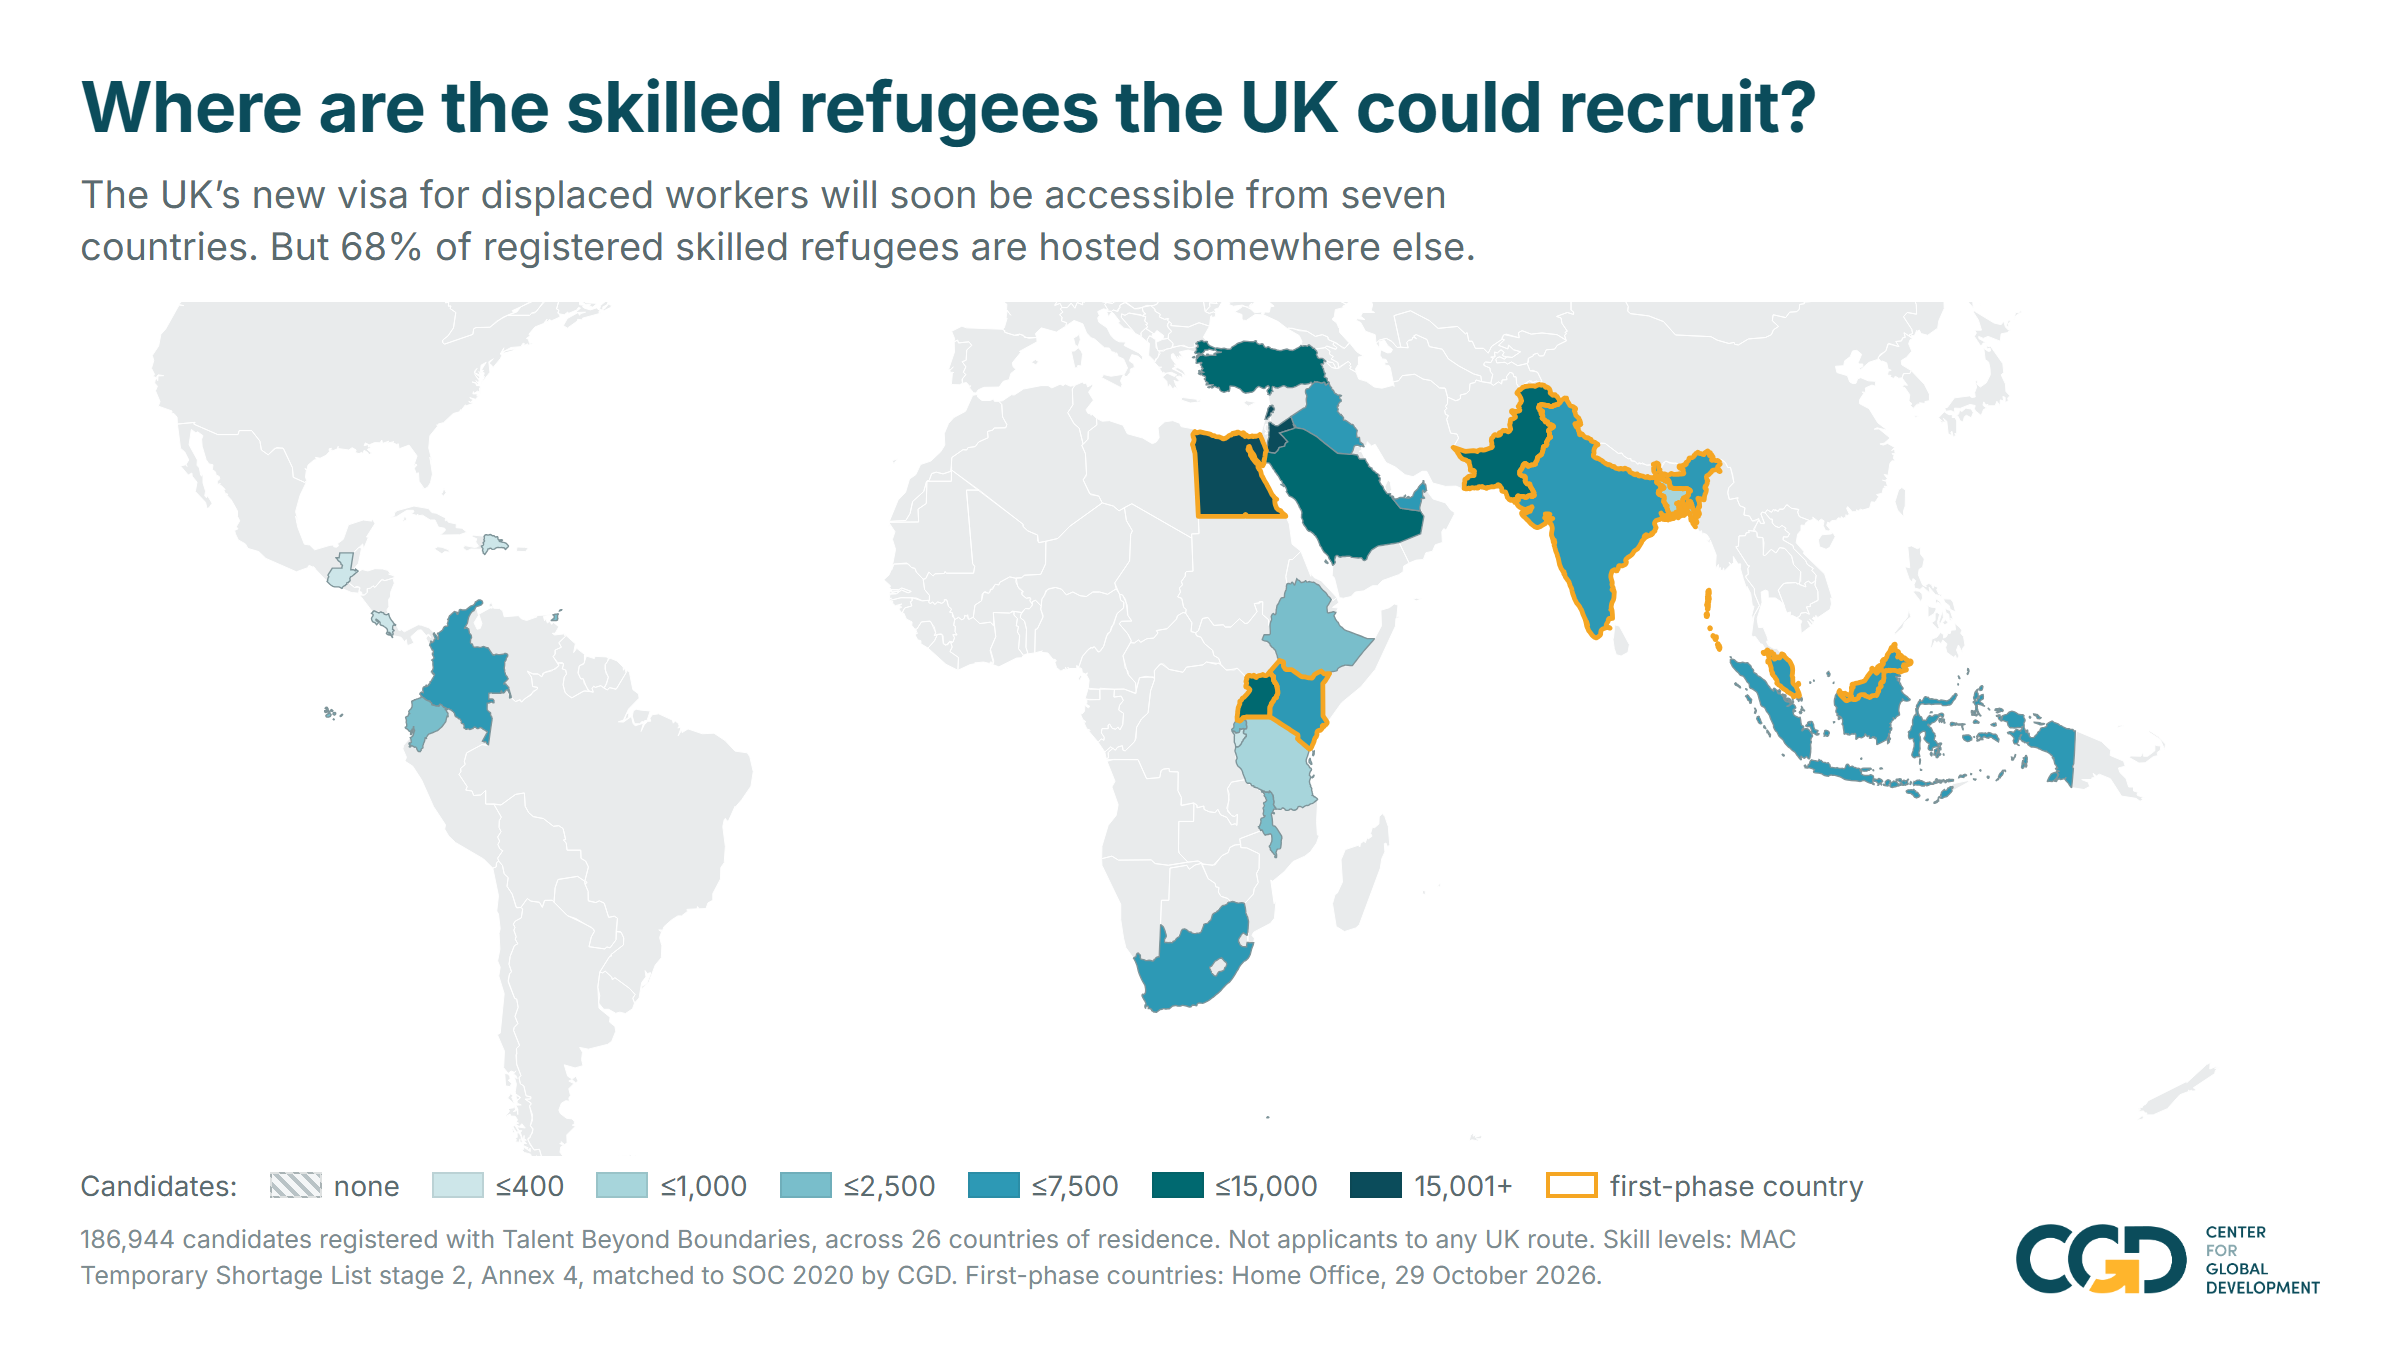 Where are the skilled refugees the UK could recruit?
The UK’s new visa for displaced workers will soon be accessible from seven
countries. But 68% of registered skilled refugees are hosted somewhere else.
Candidates: none ≤400 ≤1,000 ≤2,500 ≤7,500 ≤15,000 15,001+ first-phase country
186,944 candidates registered with Talent Beyond Boundaries, across 26 countries of residence. Not applicants to any UK route. Skill levels: MAC
Temporary Shortage List stage 2, Annex 4, matched to SOC 2020 by CGD. First-phase countries: Home Office, 29 October 2026.
CGD
CENTER
FOR
GLOBAL
DEVELOPMENT